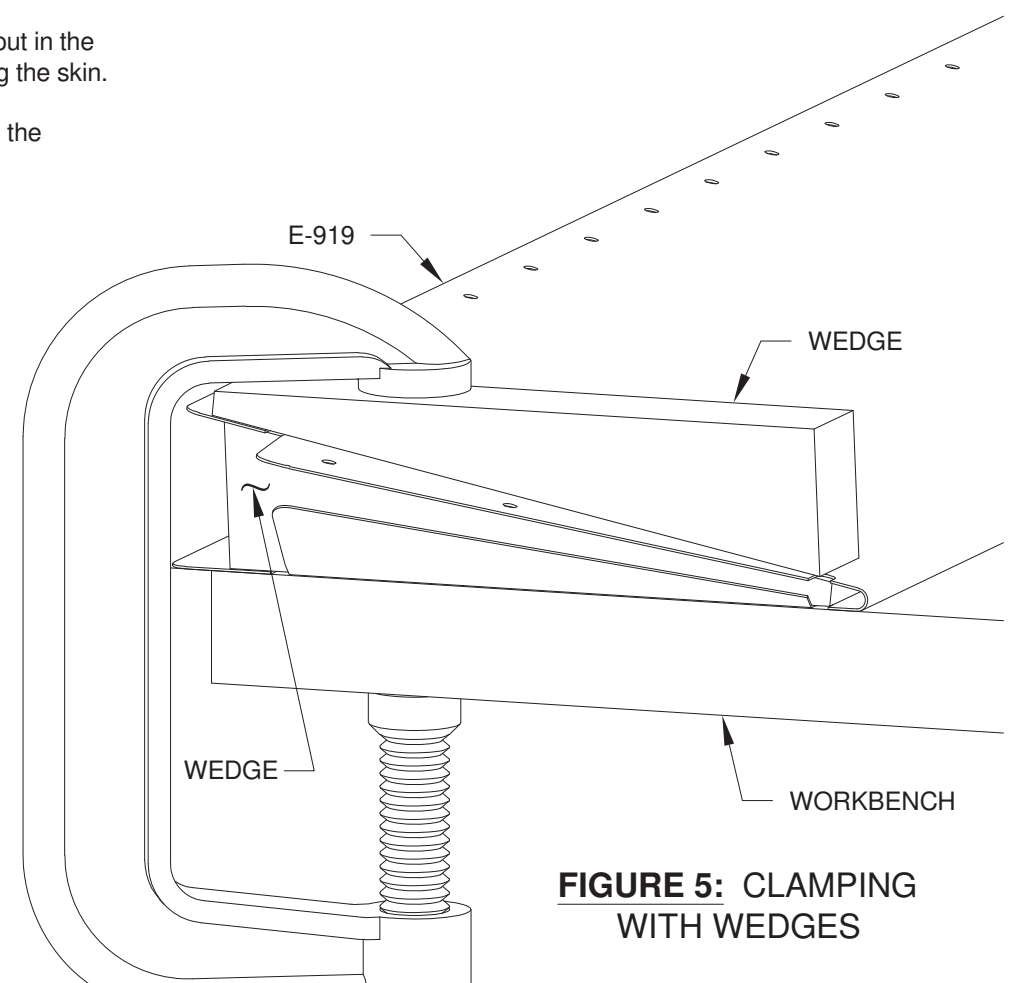 out in the
g the skin.
the
E-919
WEDGE
WEDGE
WORKBENCH
FIGURE 5: CLAMPING
WITH WEDGES